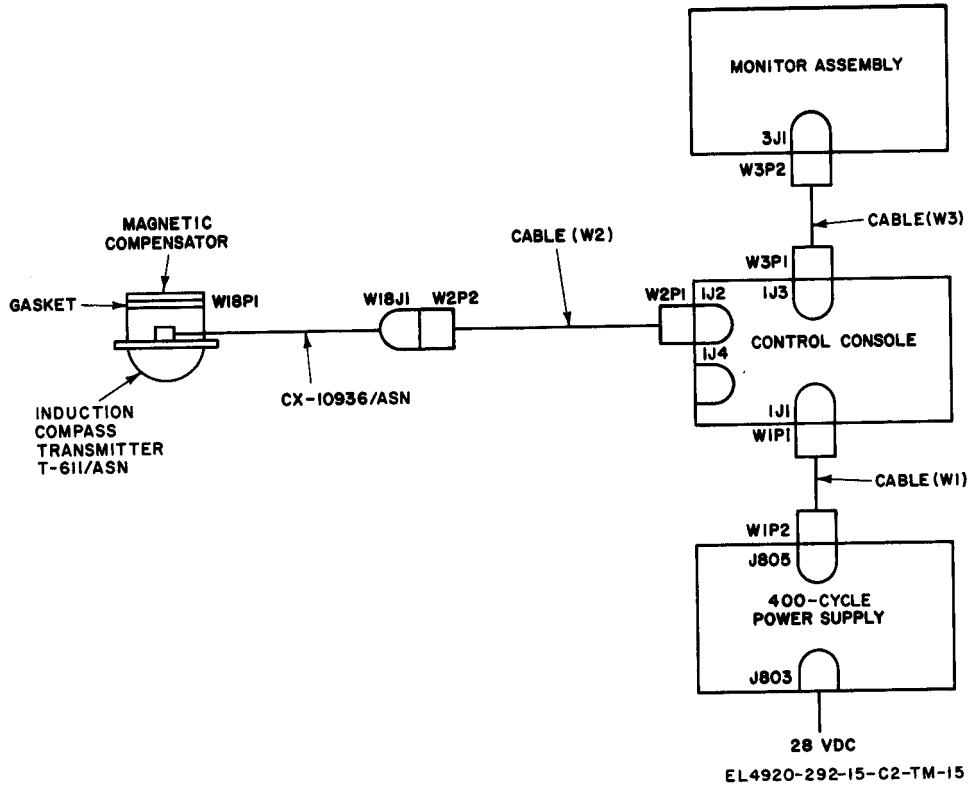 MONITOR ASSEMBLY
3J1
W3P2
CABLE (W3)
MAGNETIC
COMPENSATOR
GASKET
W18P1
CABLE (W2)
W18J1
W2P2
W2P1
W3P1
1J2
1J3
1J4
CONTROL CONSOLE
CX-10936/ASN
INDUCTION
COMPASS
TRANSMITTER
T-611/ASN
1J1
W1P1
CABLE (W1)
W1P2
J805
400-CYCLE
POWER SUPPLY
J803
28 VDC
EL4920-292-15-C2-TM-15